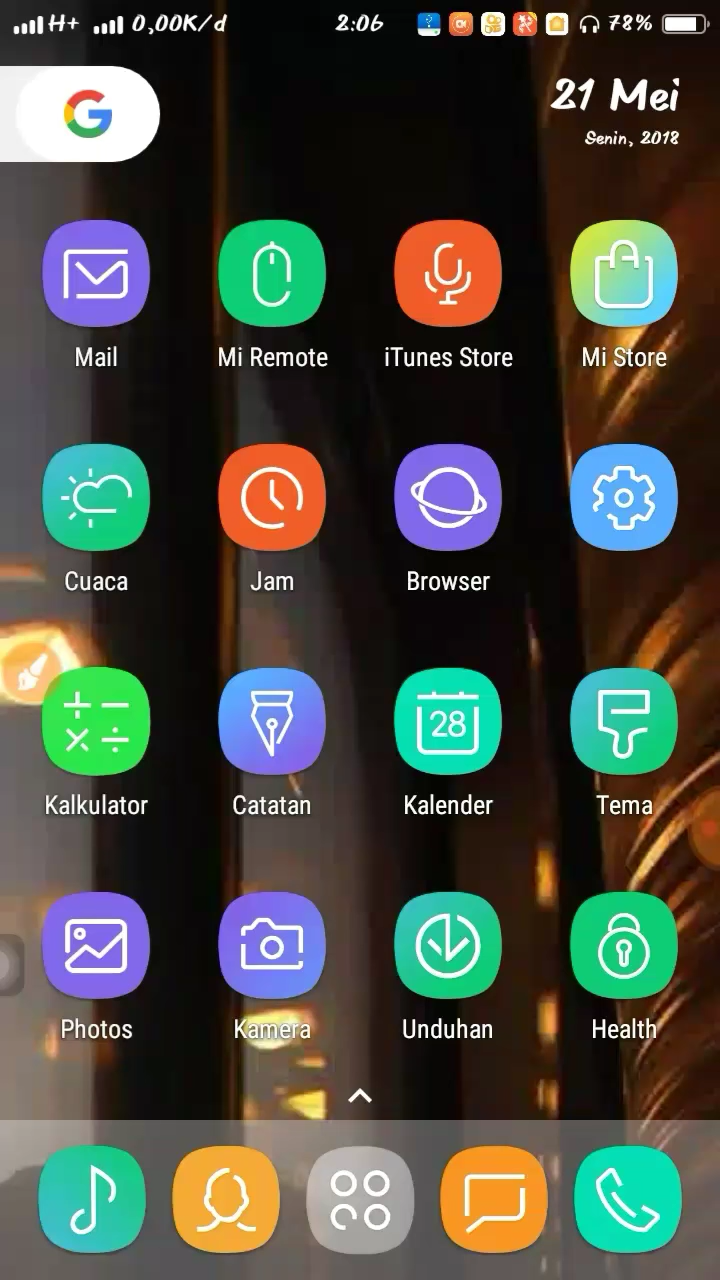 H+ 0,00K/d 2:06 78%
G
21 Mei
Senin, 2018
Mail Mi Remote iTunes Store Mi Store
Cuaca Jam Browser
28
Kalkulator Catatan Kalender Tema
Photos Kamera Unduhan Health